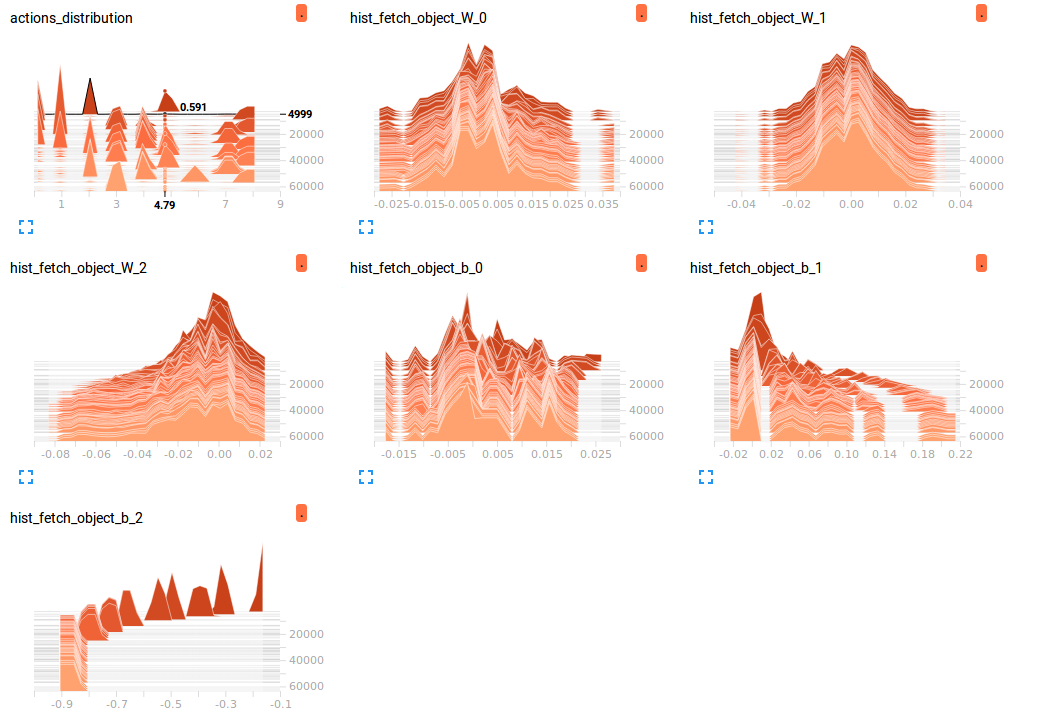 actions_distribution
.
hist_fetch_object_W_0
.
hist_fetch_object_W_1
.
0.591
4999
20000
40000
60000
1 3 4.79 7 9
20000
40000
60000
-0.025 -0.015 -0.005 0.005 0.015 0.025 0.035
20000
40000
60000
-0.04 -0.02 0.00 0.02 0.04
hist_fetch_object_W_2
.
hist_fetch_object_b_0
.
hist_fetch_object_b_1
.
20000
40000
60000
-0.08 -0.06 -0.04 -0.02 0.00 0.02
20000
40000
60000
-0.015 -0.005 0.005 0.015 0.025
20000
40000
60000
-0.02 0.02 0.06 0.10 0.14 0.18 0.22
hist_fetch_object_b_2
.
20000
40000
60000
-0.9 -0.7 -0.5 -0.3 -0.1